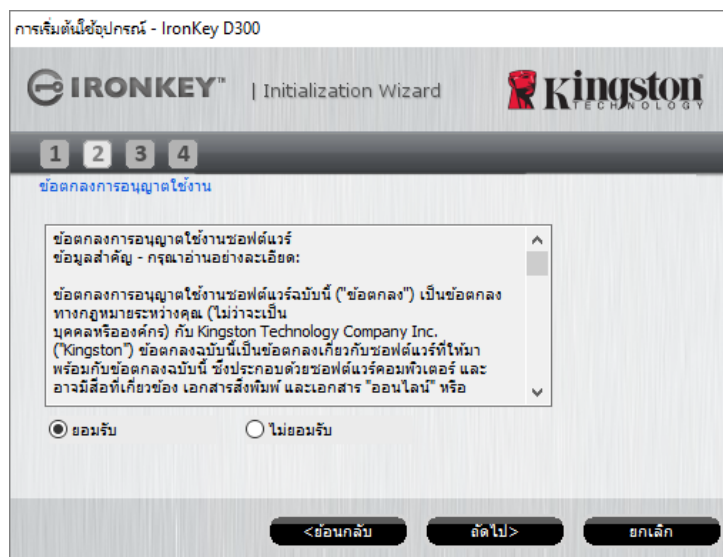 การเริ่มต้นใช้อุปกรณ์ - IronKey D300
IRONKEY™ | Initialization Wizard
Kingston
TECHNOLOGY
1 2 3 4
ข้อตกลงการอนุญาตใช้งาน
ข้อตกลงการอนุญาตใช้งานซอฟต์แวร์
ข้อมูลสำคัญ - กรุณาอ่านอย่างละเอียด:
ข้อตกลงการอนุญาตใช้งานซอฟต์แวร์ฉบับนี้ ("ข้อตกลง") เป็นข้อตกลง
ทางกฎหมายระหว่างคุณ (ไม่ว่าจะเป็น
บุคคลหรือองค์กร) กับ Kingston Technology Company Inc.
("Kingston") ข้อตกลงฉบับนี้เป็นข้อตกลงเกี่ยวกับซอฟต์แวร์ที่ให้มา
พร้อมกับข้อตกลงฉบับนี้ ซึ่งประกอบด้วยซอฟต์แวร์คอมพิวเตอร์ และ
อาจมีสื่อที่เกี่ยวข้อง เอกสารสิ่งพิมพ์ และเอกสาร "ออนไลน์" หรือ
ยอมรับ ไม่ยอมรับ
<ย้อนกลับ ถัดไป> ยกเลิก